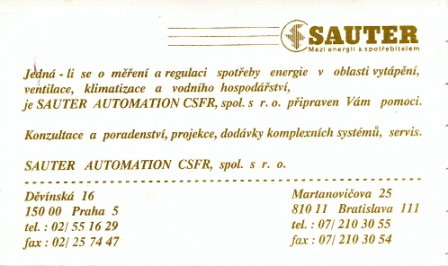 SAUTER
Mezi energií a spotřebitelem
Jedná - li se o měření a regulaci spotřeby energie v oblasti vytápění,
ventilace, klimatizace a vodního hospodářství,
je SAUTER AUTOMATION CSFR, spol. s r. o. připraven Vám pomoci.
Konzultace a poradenství, projekce, dodávky komplexních systémů, servis.
SAUTER AUTOMATION CSFR, spol. s r. o.
Děvínská 16
150 00 Praha 5
tel. : 02/ 55 16 29
fax : 02/ 25 74 47
Martanovičova 25
810 11 Bratislava 111
tel : 07/ 210 30 55
fax : 07/ 210 30 54